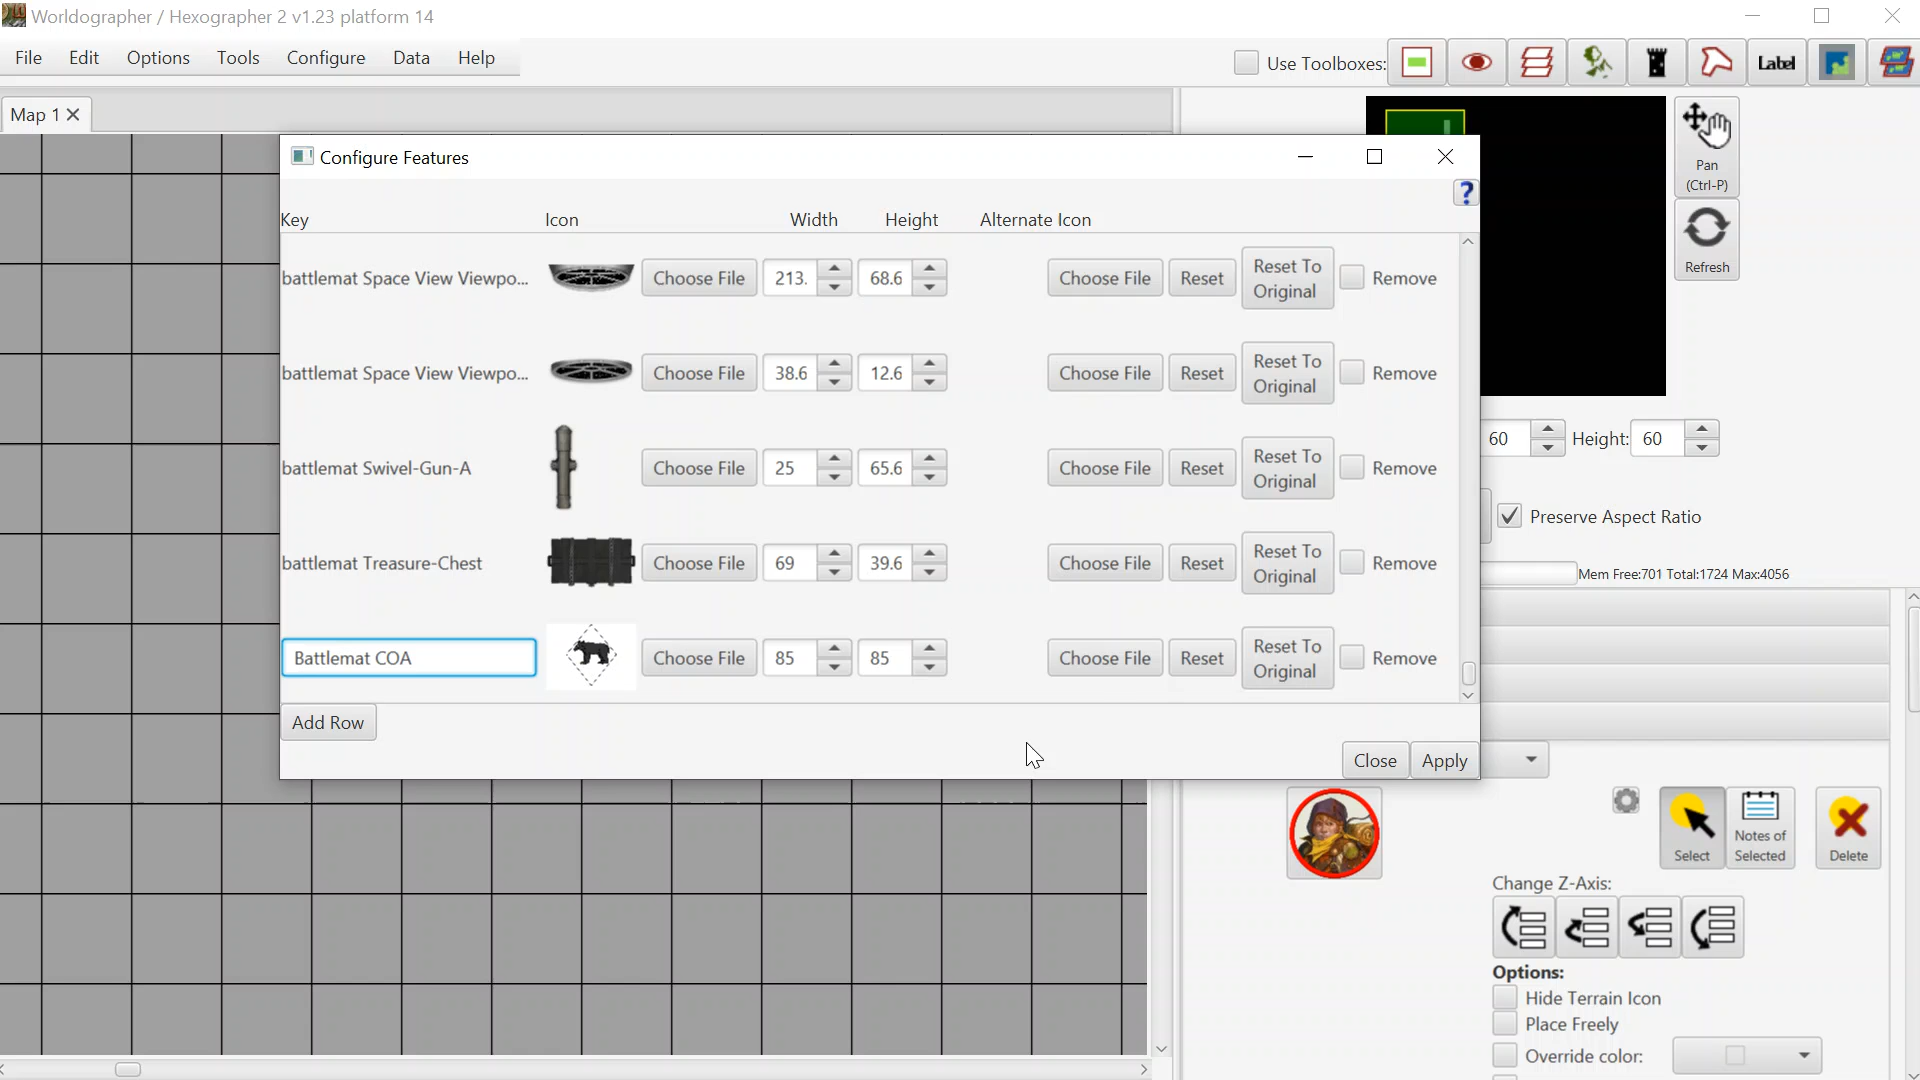 Worldographer / Hexographer 2 v1.23 platform 14
File Edit Options Tools Configure Data Help
Use Toolboxes: Label
Map 1
Pan
(Ctrl-P)
Refresh
Configure Features
?
Key Icon Width Height Alternate Icon
battlemat Space View Viewpo... Choose File 213. 68.6 Choose File Reset Reset To Original Remove
battlemat Space View Viewpo... Choose File 38.6 12.6 Choose File Reset Reset To Original Remove
battlemat Swivel-Gun-A Choose File 25 65.6 Choose File Reset Reset To Original Remove
battlemat Treasure-Chest Choose File 69 39.6 Choose File Reset Reset To Original Remove
Battlemat COA Choose File 85 85 Choose File Reset Reset To Original Remove
Add Row
Close Apply
60 Height: 60
Preserve Aspect Ratio
Mem Free:701 Total:1724 Max:4056
Select
Notes of
Selected
Delete
Change Z-Axis:
Options:
Hide Terrain Icon
Place Freely
Override color: